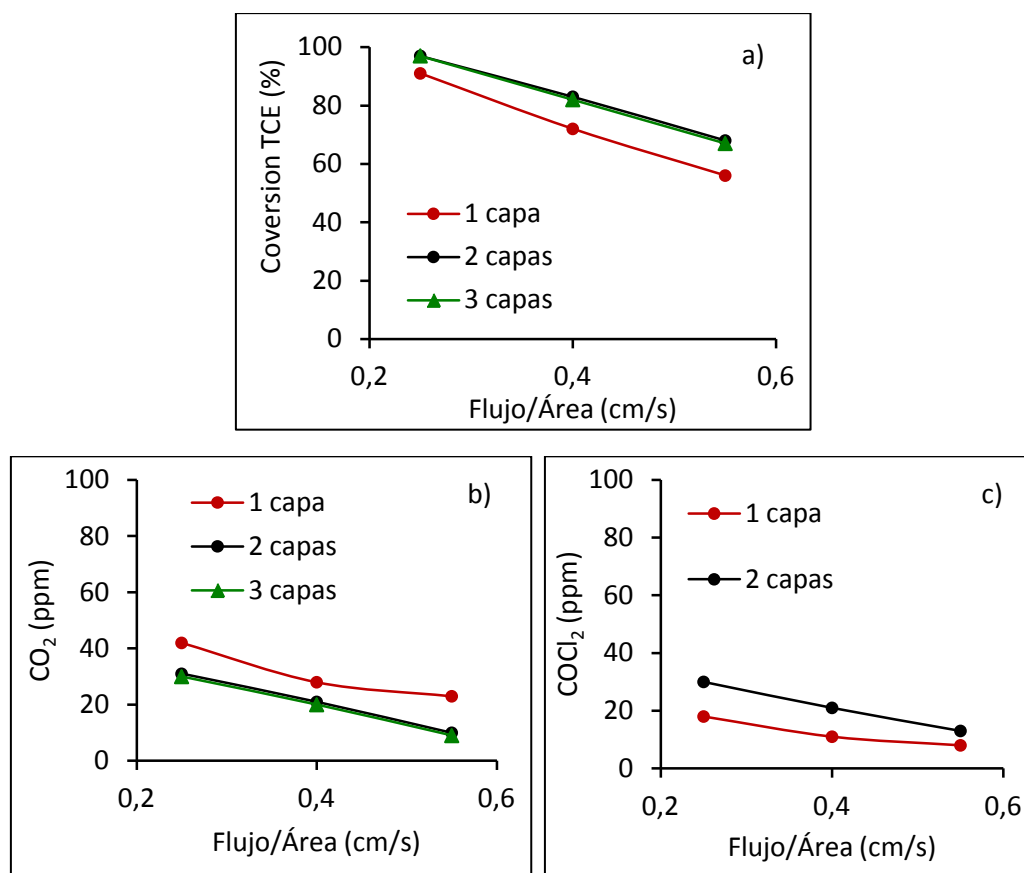 a)
Coversion TCE (%)
100
80
60
40
20
0
1 capa
2 capas
3 capas
0,2 0,4 0,6
Flujo/Área (cm/s)
b)
CO₂ (ppm)
100
80
60
40
20
0
1 capa
2 capas
3 capas
0,2 0,4 0,6
Flujo/Área (cm/s)
c)
COCl₂ (ppm)
100
80
60
40
20
0
1 capa
2 capas
0,2 0,4 0,6
Flujo/Área (cm/s)